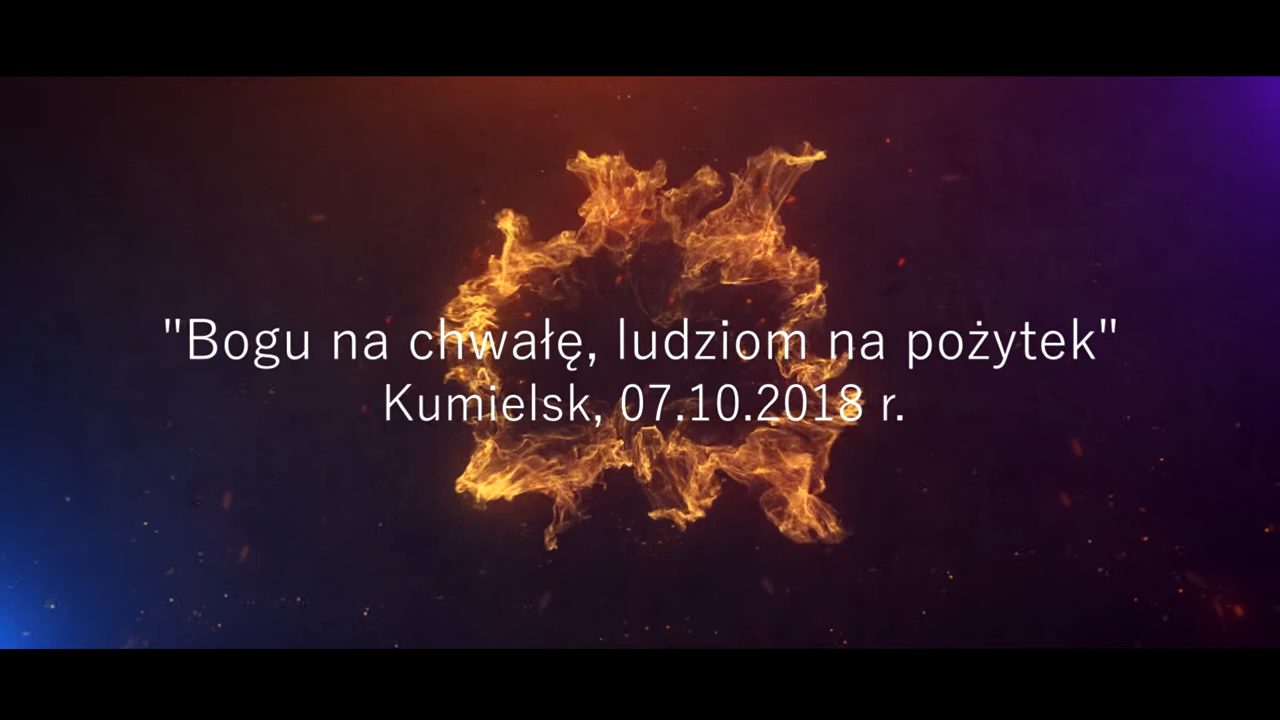 "Bogu na chwałę, ludziom na pożytek"
Kumielsk, 07.10.2018 r.